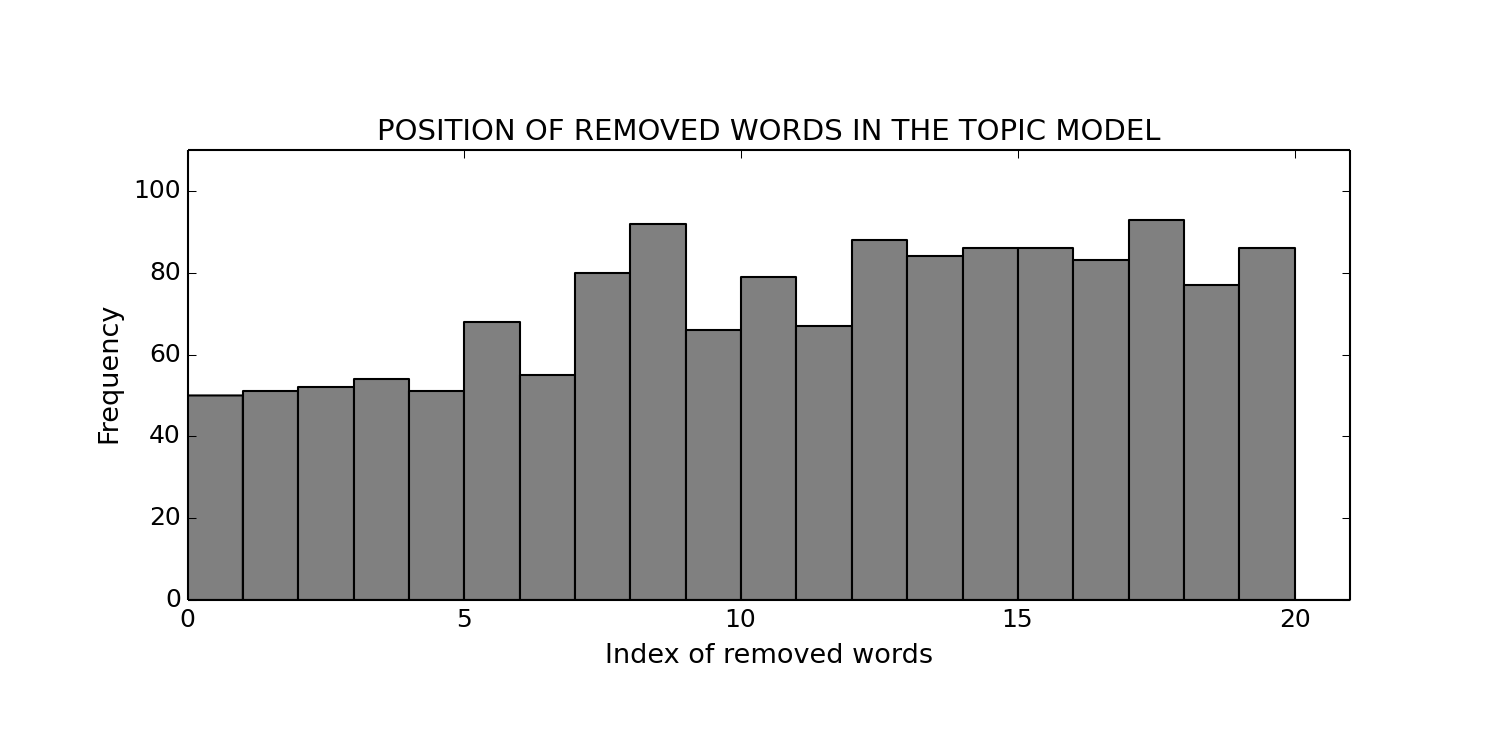 POSITION OF REMOVED WORDS IN THE TOPIC MODEL
100
80
60
40
20
0
Frequency
0 5 10 15 20
Index of removed words